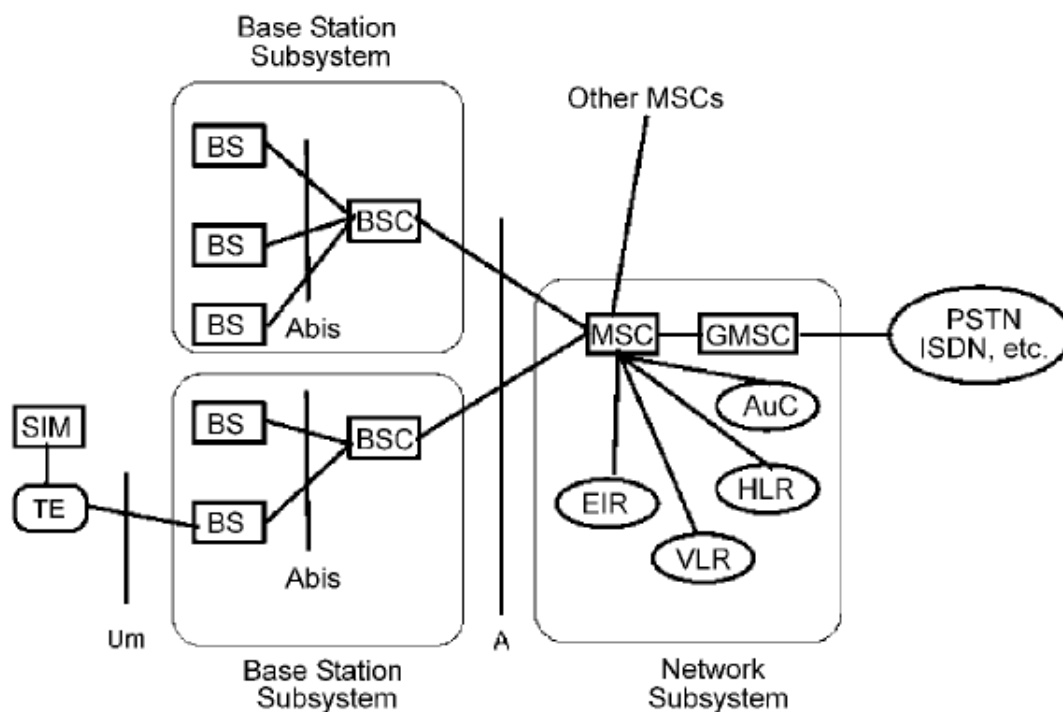 Base Station
Subsystem
Other MSCs
BS
BSC
BS
BS
Abis
MSC
GMSC
PSTN
ISDN, etc.
AuC
SIM
BS
BSC
HLR
EIR
TE
BS
VLR
Abis
Um
A
Base Station
Subsystem
Network
Subsystem